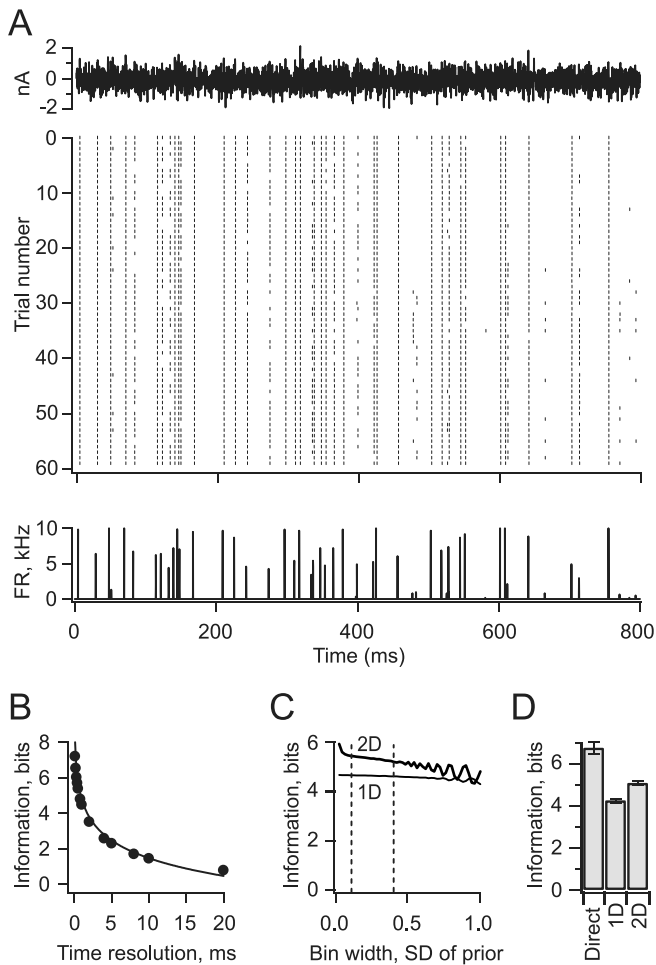 A
2
0
-2
nA
0
10
20
30
40
50
60
Trial number
10
5
0
FR, kHz
0 200 400 600 800
Time (ms)
B
8
6
4
2
0
Information, bits
0 5 10 15 20
Time resolution, ms
C
6
4
2
0
Information, bits
2D
1D
0.0 0.5 1.0
Bin width, SD of prior
D
6
4
2
0
Information, bits
Direct
1D
2D